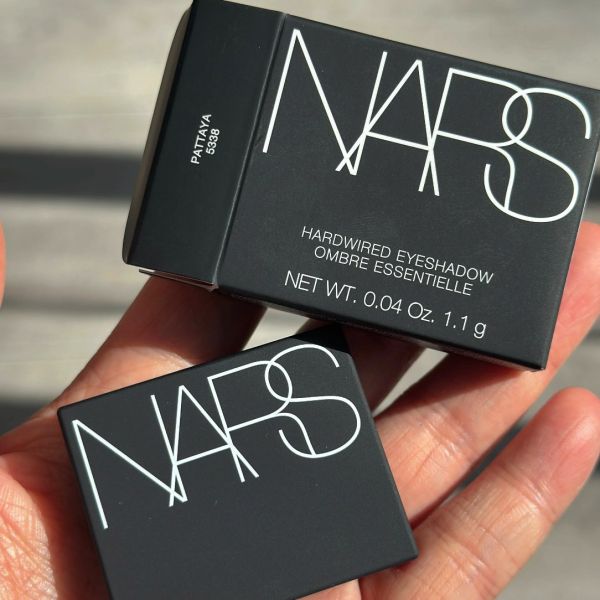 PATTAYA
5338
NARS
HARDWIRED EYESHADOW
OMBRE ESSENTIELLE
NET WT. 0.04 Oz. 1.1 g
NARS